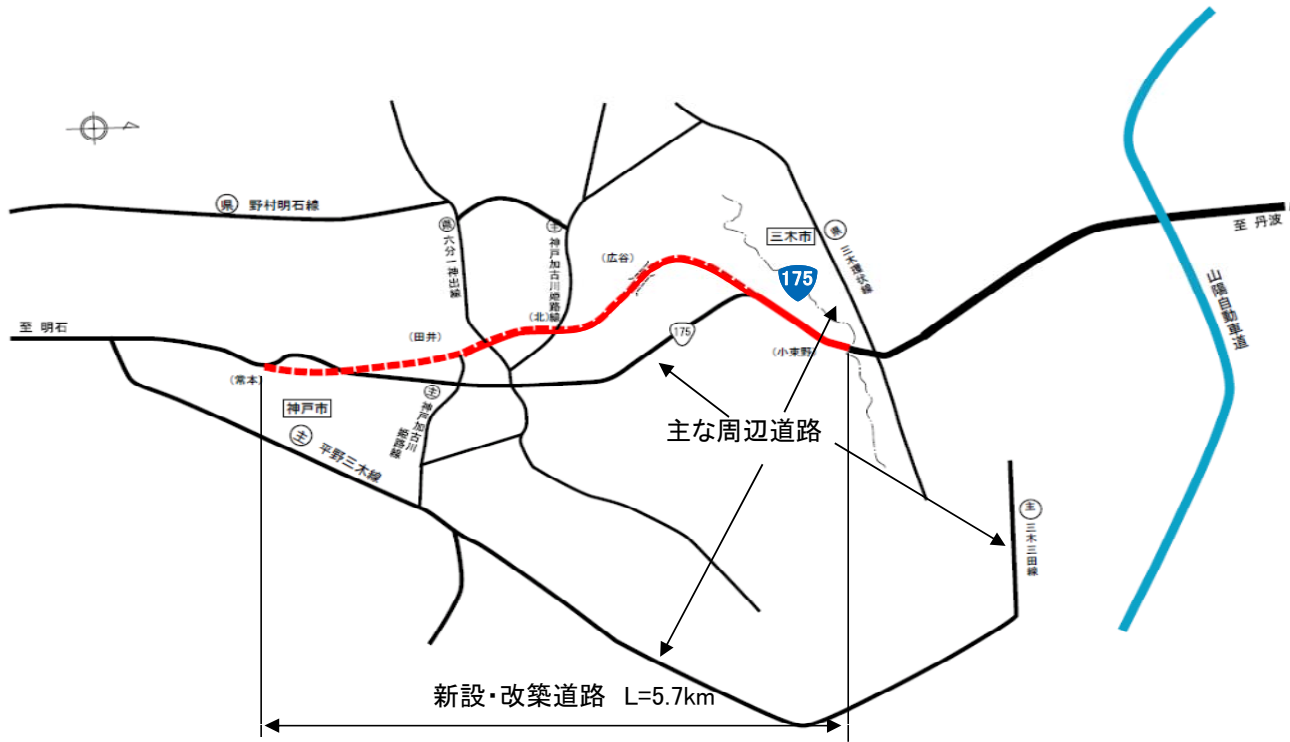 県 野村明石線
県 六分一神出線
主 神戸加古川姫路線
(広谷)
三木市
県 三木環状線
175
至 丹波
山陽自動車道
至 明石
(田井)
(北)
175
(小束野)
(常本)
神戸市
主 平野三木線
主 神戸加古川
姫路線
主な周辺道路
主 三木三田線
新設・改築道路 L=5.7km